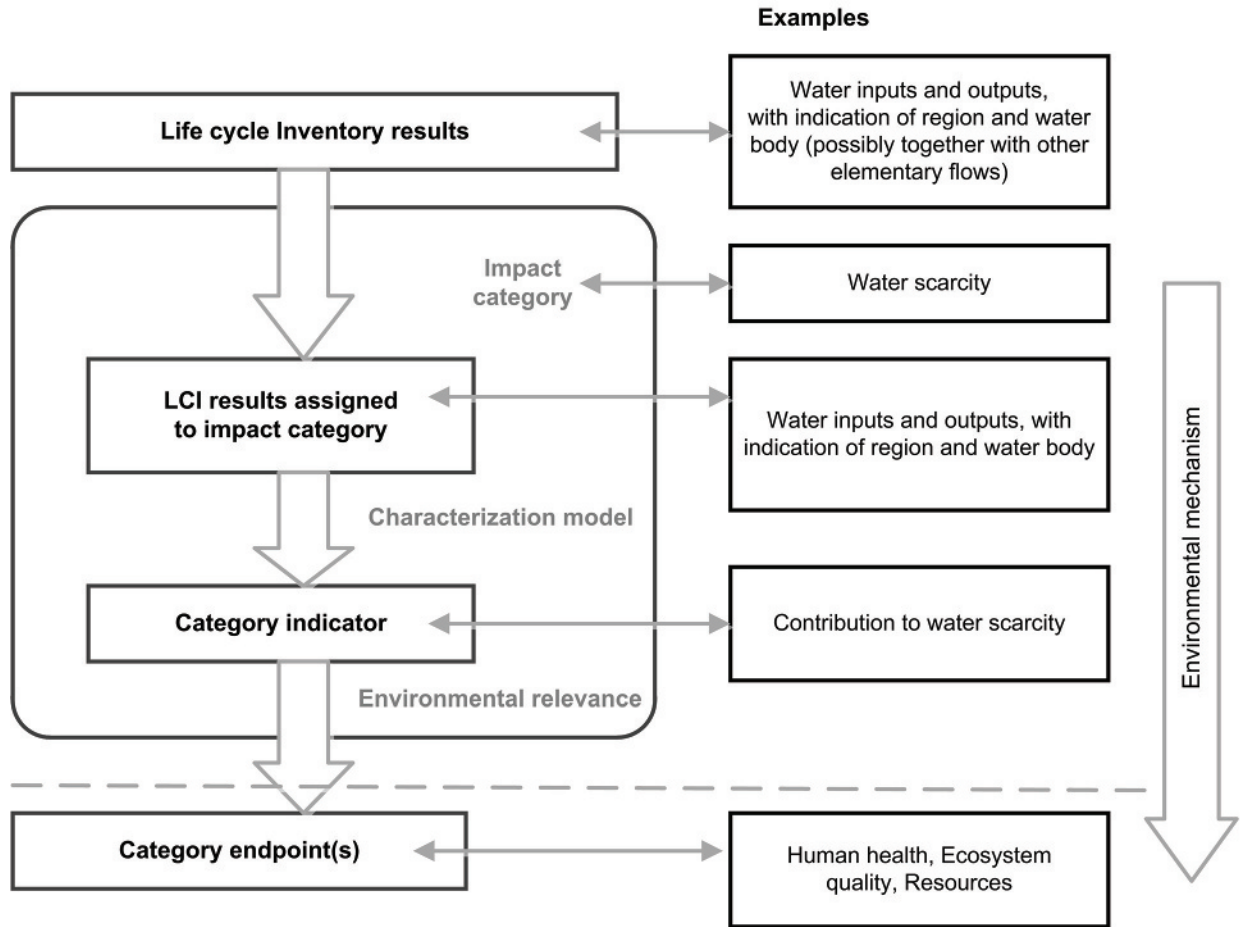 Examples
Life cycle Inventory results
Water inputs and outputs,
with indication of region and water
body (possibly together with other
elementary flows)
Impact
category
Water scarcity
LCI results assigned
to impact category
Water inputs and outputs, with
indication of region and water body
Characterization model
Category indicator
Contribution to water scarcity
Environmental relevance
Category endpoint(s)
Human health, Ecosystem
quality, Resources
Environmental mechanism